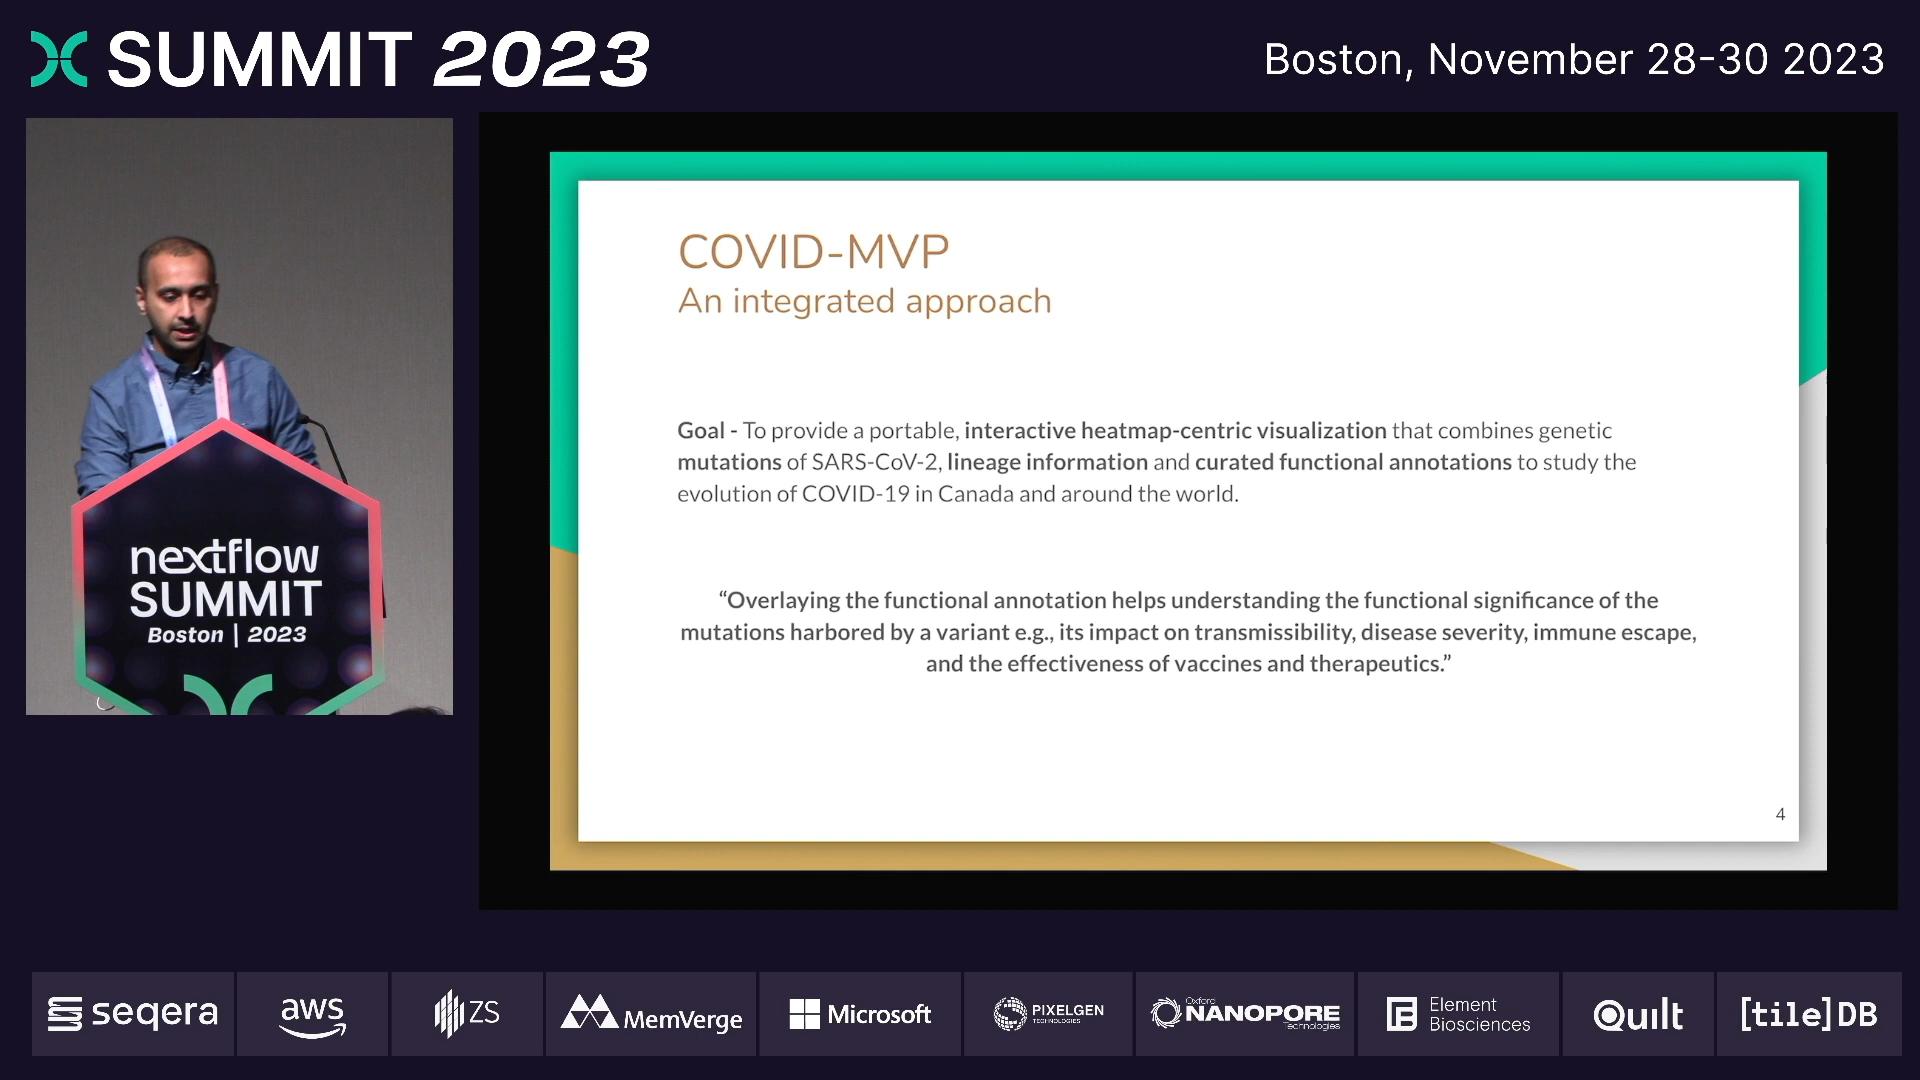 SUMMIT 2023
Boston, November 28-30 2023
nextflow
SUMMIT
Boston | 2023
COVID-MVP
An integrated approach
Goal - To provide a portable, interactive heatmap-centric visualization that combines genetic
mutations of SARS-CoV-2, lineage information and curated functional annotations to study the
evolution of COVID-19 in Canada and around the world.
“Overlaying the functional annotation helps understanding the functional significance of the
mutations harbored by a variant e.g., its impact on transmissibility, disease severity, immune escape,
and the effectiveness of vaccines and therapeutics.”
4
seqera
aws
ZS
MemVerge
Microsoft
PIXELGEN
TECHNOLOGIES
Oxford
NANOPORE
Technologies
Element
Biosciences
Quilt
[tile]DB